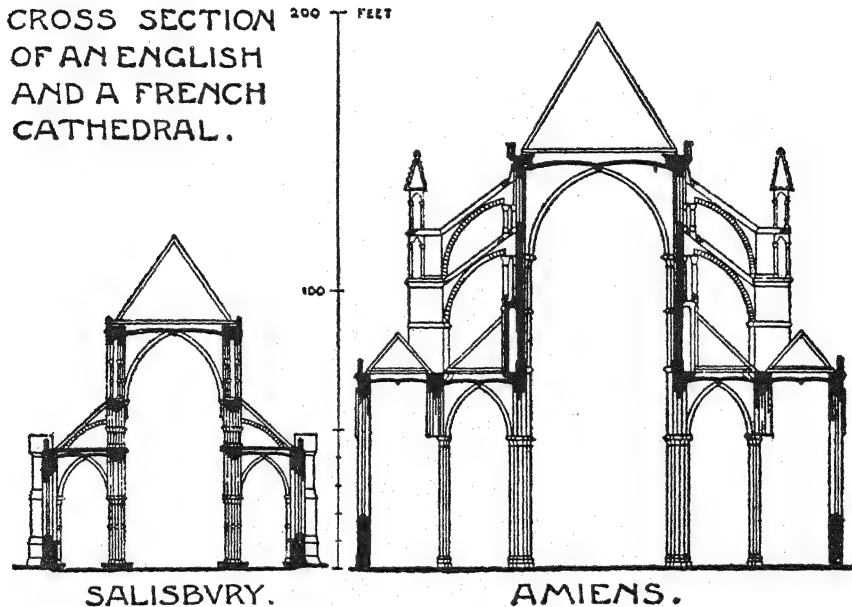 CROSS SECTION
OF AN ENGLISH
AND A FRENCH
CATHEDRAL.
200 FEET
100
SALISBVRY.
AMIENS.